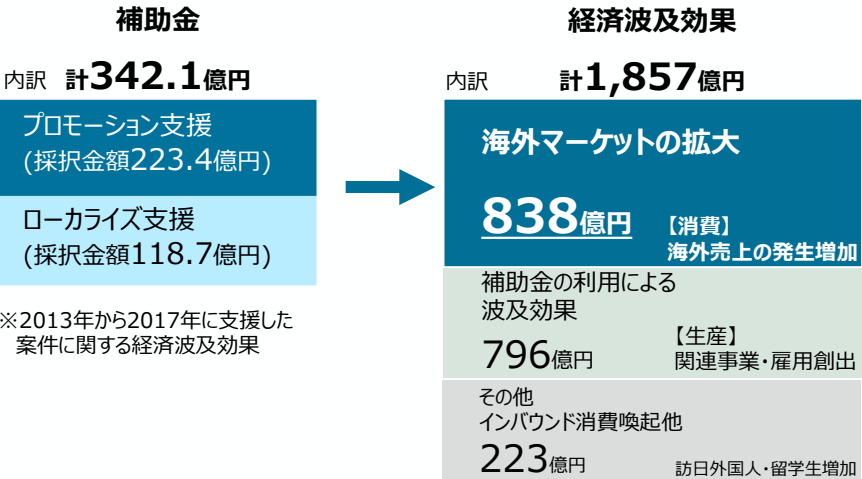 補助金
内訳 計342.1億円
プロモーション支援
(採択金額223.4億円)
ローカライズ支援
(採択金額118.7億円)
※2013年から2017年に支援した
案件に関する経済波及効果
経済波及効果
内訳 計1,857億円
海外マーケットの拡大
838億円 【消費】
海外売上の発生増加
補助金の利用による
波及効果
796億円 【生産】
関連事業・雇用創出
その他
インバウンド消費喚起他
223億円 訪日外国人・留学生増加